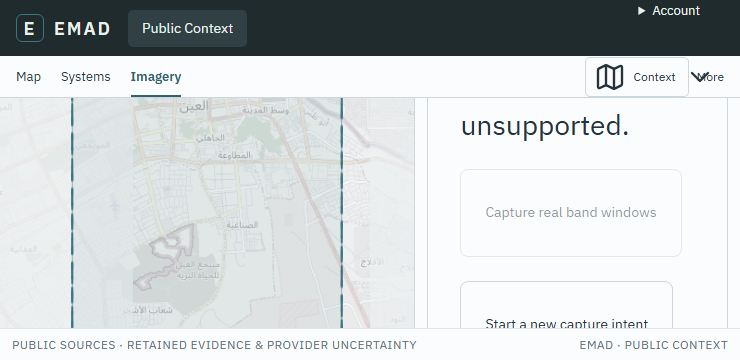 Account
E EMAD Public Context
Map Systems Imagery Context More
العين
وسط المدينة
الجاهلي
المطاوعة
الصناعية
unsupported.
Capture real band windows
Start a new capture intent
PUBLIC SOURCES · RETAINED EVIDENCE & PROVIDER UNCERTAINTY
EMAD · PUBLIC CONTEXT